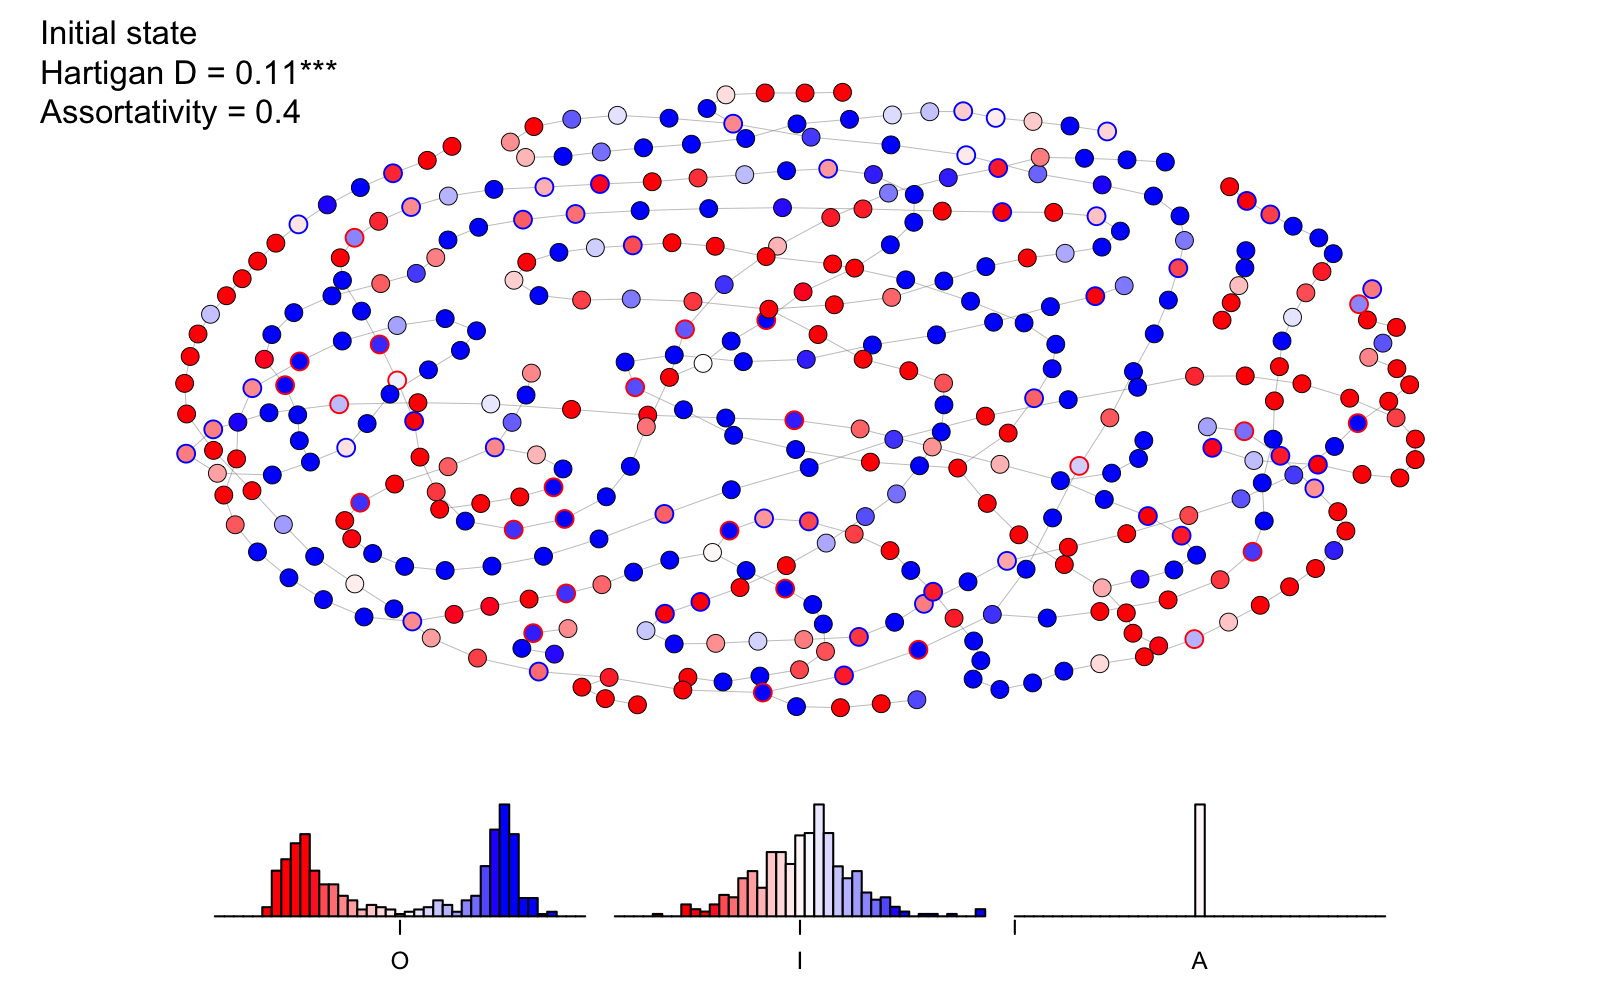 Initial state
Hartigan D = 0.11***
Assortativity = 0.4
O
I
A